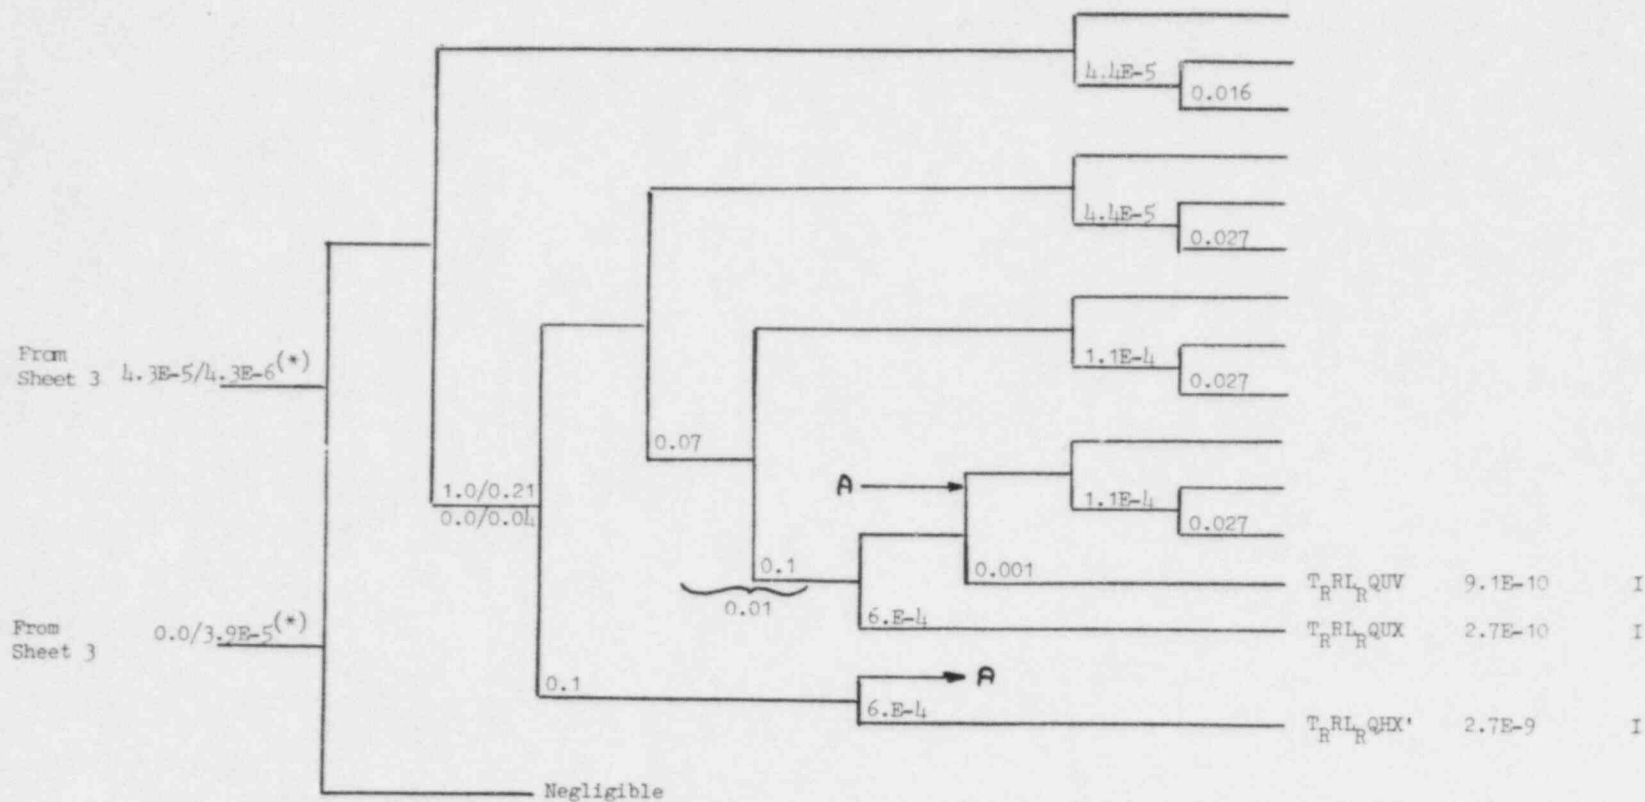 4.4E-5
0.016
4.4E-5
0.027
From
Sheet 3 4.3E-5/4.3E-6(*)
1.1E-4
0.027
0.07
1.0/0.21
0.0/0.04
A
1.1E-4
0.027
0.1
0.001
0.01
TRRLRQUV 9.1E-10 I
From
Sheet 3 0.0/3.9E-5(*)
6.E-4
TRRLRQUX 2.7E-10 I
0.1
A
6.E-4
TRRLRQHX' 2.7E-9 I
Negligible